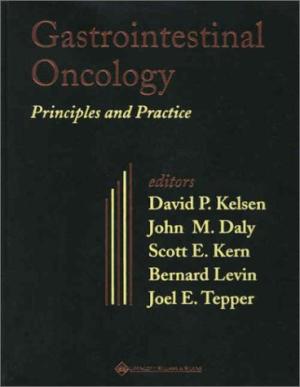 Gastrointestinal
Oncology
Principles and Practice
editors
David P. Kelsen
John M. Daly
Scott E. Kern
Bernard Levin
Joel E. Tepper
LIPPINCOTT WILLIAMS & WILKINS